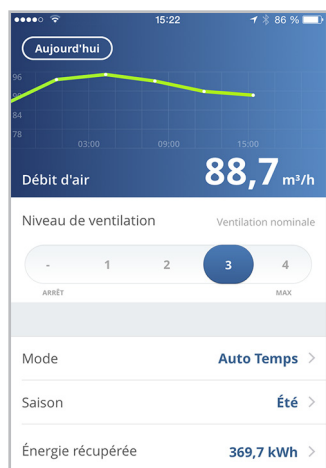 15:22
86 %
Aujourd'hui
96
90
84
78
03:00 09:00 15:00
Débit d'air 88,7 m³/h
Niveau de ventilation Ventilation nominale
- 1 2 3 4
ARRÊT MAX
Mode Auto Temps
Saison Été
Énergie récupérée 369,7 kWh